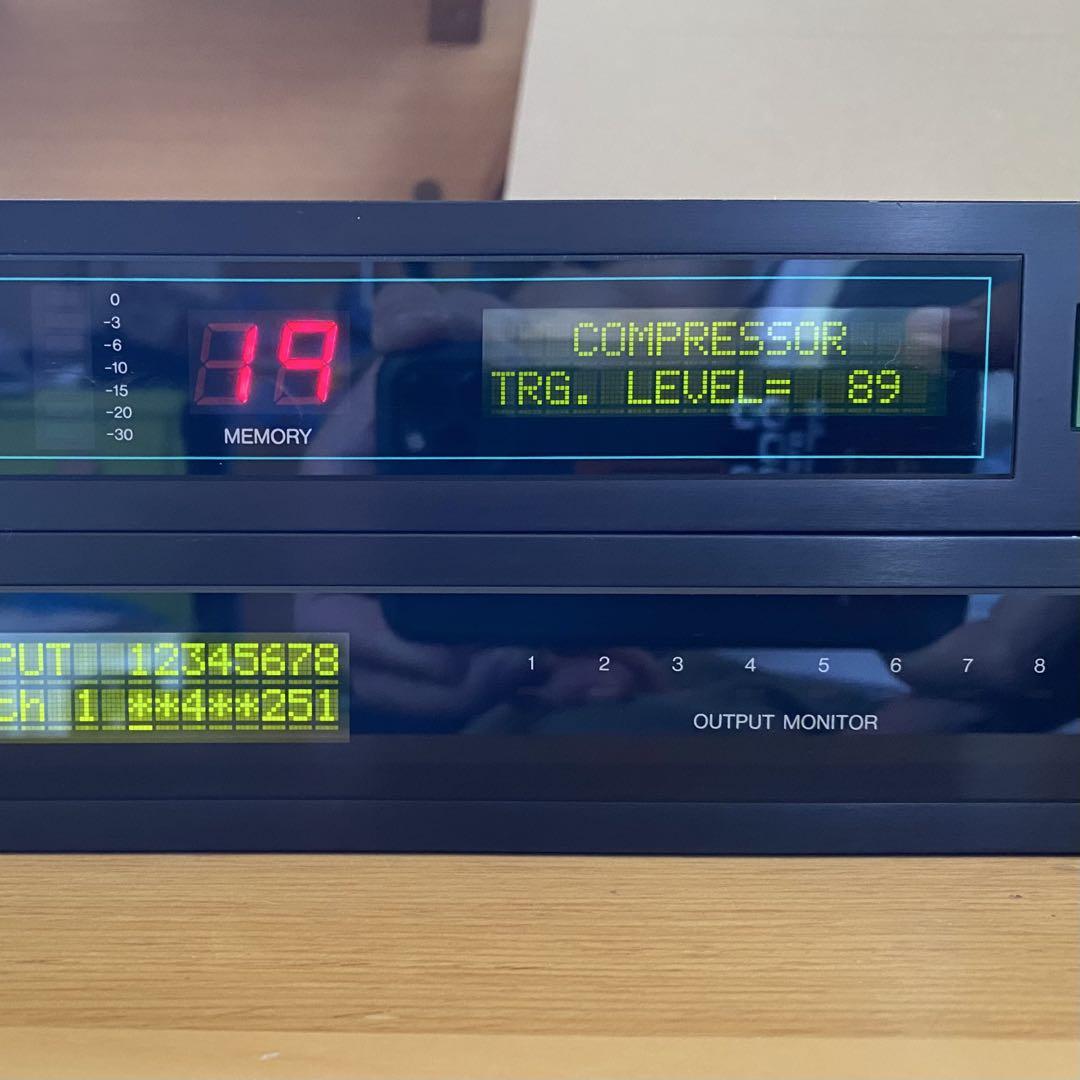 0
-3
-6
-10
-15
-20
-30
19
MEMORY
COMPRESSOR
TRG. LEVEL= 89
PUT 12345678
ch 1 **4**251
1 2 3 4 5 6 7 8
OUTPUT MONITOR